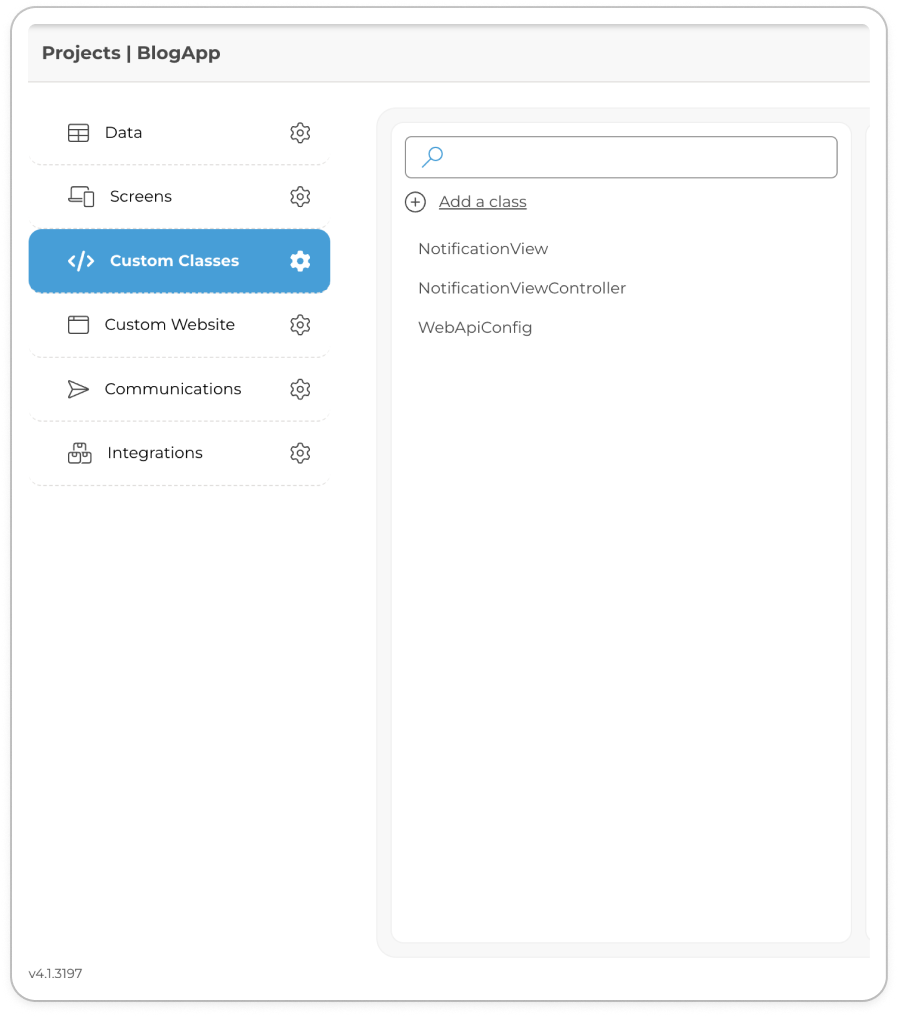 Projects | BlogApp
Data
Screens
Custom Classes
Custom Website
Communications
Integrations
Add a class
NotificationView
NotificationViewController
WebApiConfig
v4.1.3197